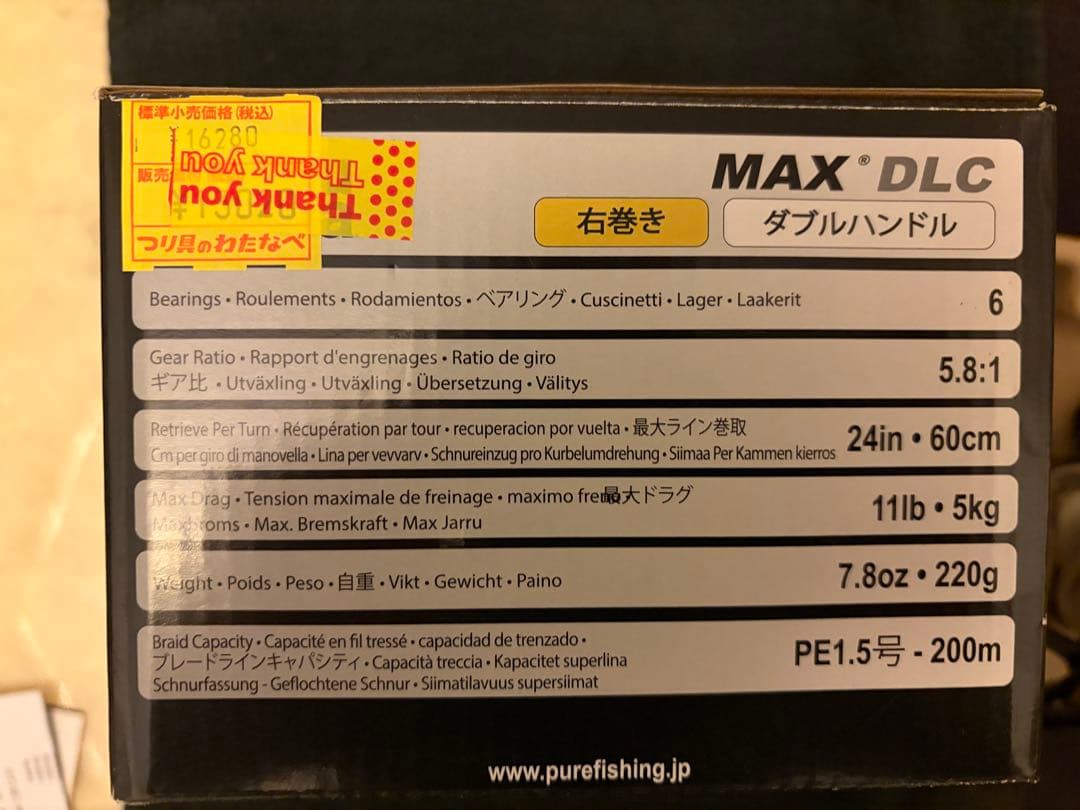 標準小売価格(税込)
¥16280
販売
Thank you
Thank you
つり具のわたなべ
MAX® DLC
右巻き
ダブルハンドル
Bearings • Roulements • Rodamientos • ベアリング • Cuscinetti • Lager • Laakerit
6
Gear Ratio • Rapport d'engrenages • Ratio de giro
ギア比 • Utväxling • Utväxling • Übersetzung • Välitys
5.8:1
Retrieve Per Turn • Récupération par tour • recuperacion por vuelta • 最大ライン巻取
Cm per giro di manovella • Lina per vevvarv • Schnureinzug pro Kurbelumdrehung • Siimaa Per Kammen kierros
24in • 60cm
Max Drag • Tension maximale de freinage • maximo 最大ドラグ
Maxbroms • Max. Bremskraft • Max Jarru
11lb • 5kg
Weight • Poids • Peso • 自重 • Vikt • Gewicht • Paino
7.8oz • 220g
Braid Capacity • Capacité en fil tressé • capacidad de trenzado •
ブレードラインキャパシティ • Capacità treccia • Kapacitet superlina
Schnurfassung - Geflochtene Schnur • Siimatilavuus supersiimat
PE1.5号 - 200m
www.purefishing.jp